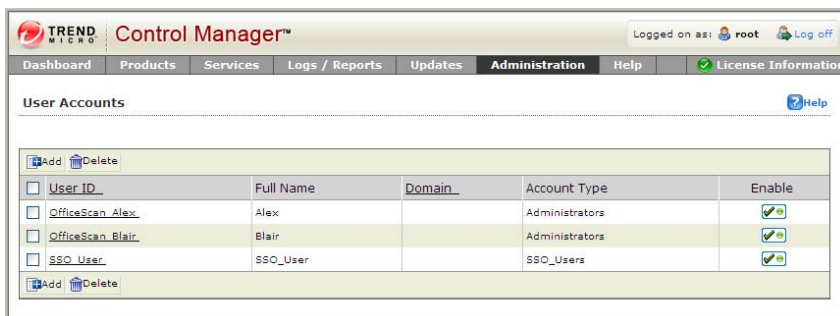 TREND MICRO Control Manager™ Logged on as: root Log off
Dashboard Products Services Logs / Reports Updates Administration Help License Information
User Accounts Help
Add Delete
User ID Full Name Domain Account Type Enable
OfficeScan_Alex Alex Administrators
OfficeScan_Blair Blair Administrators
SSO_User SSO_User SSO_Users
Add Delete